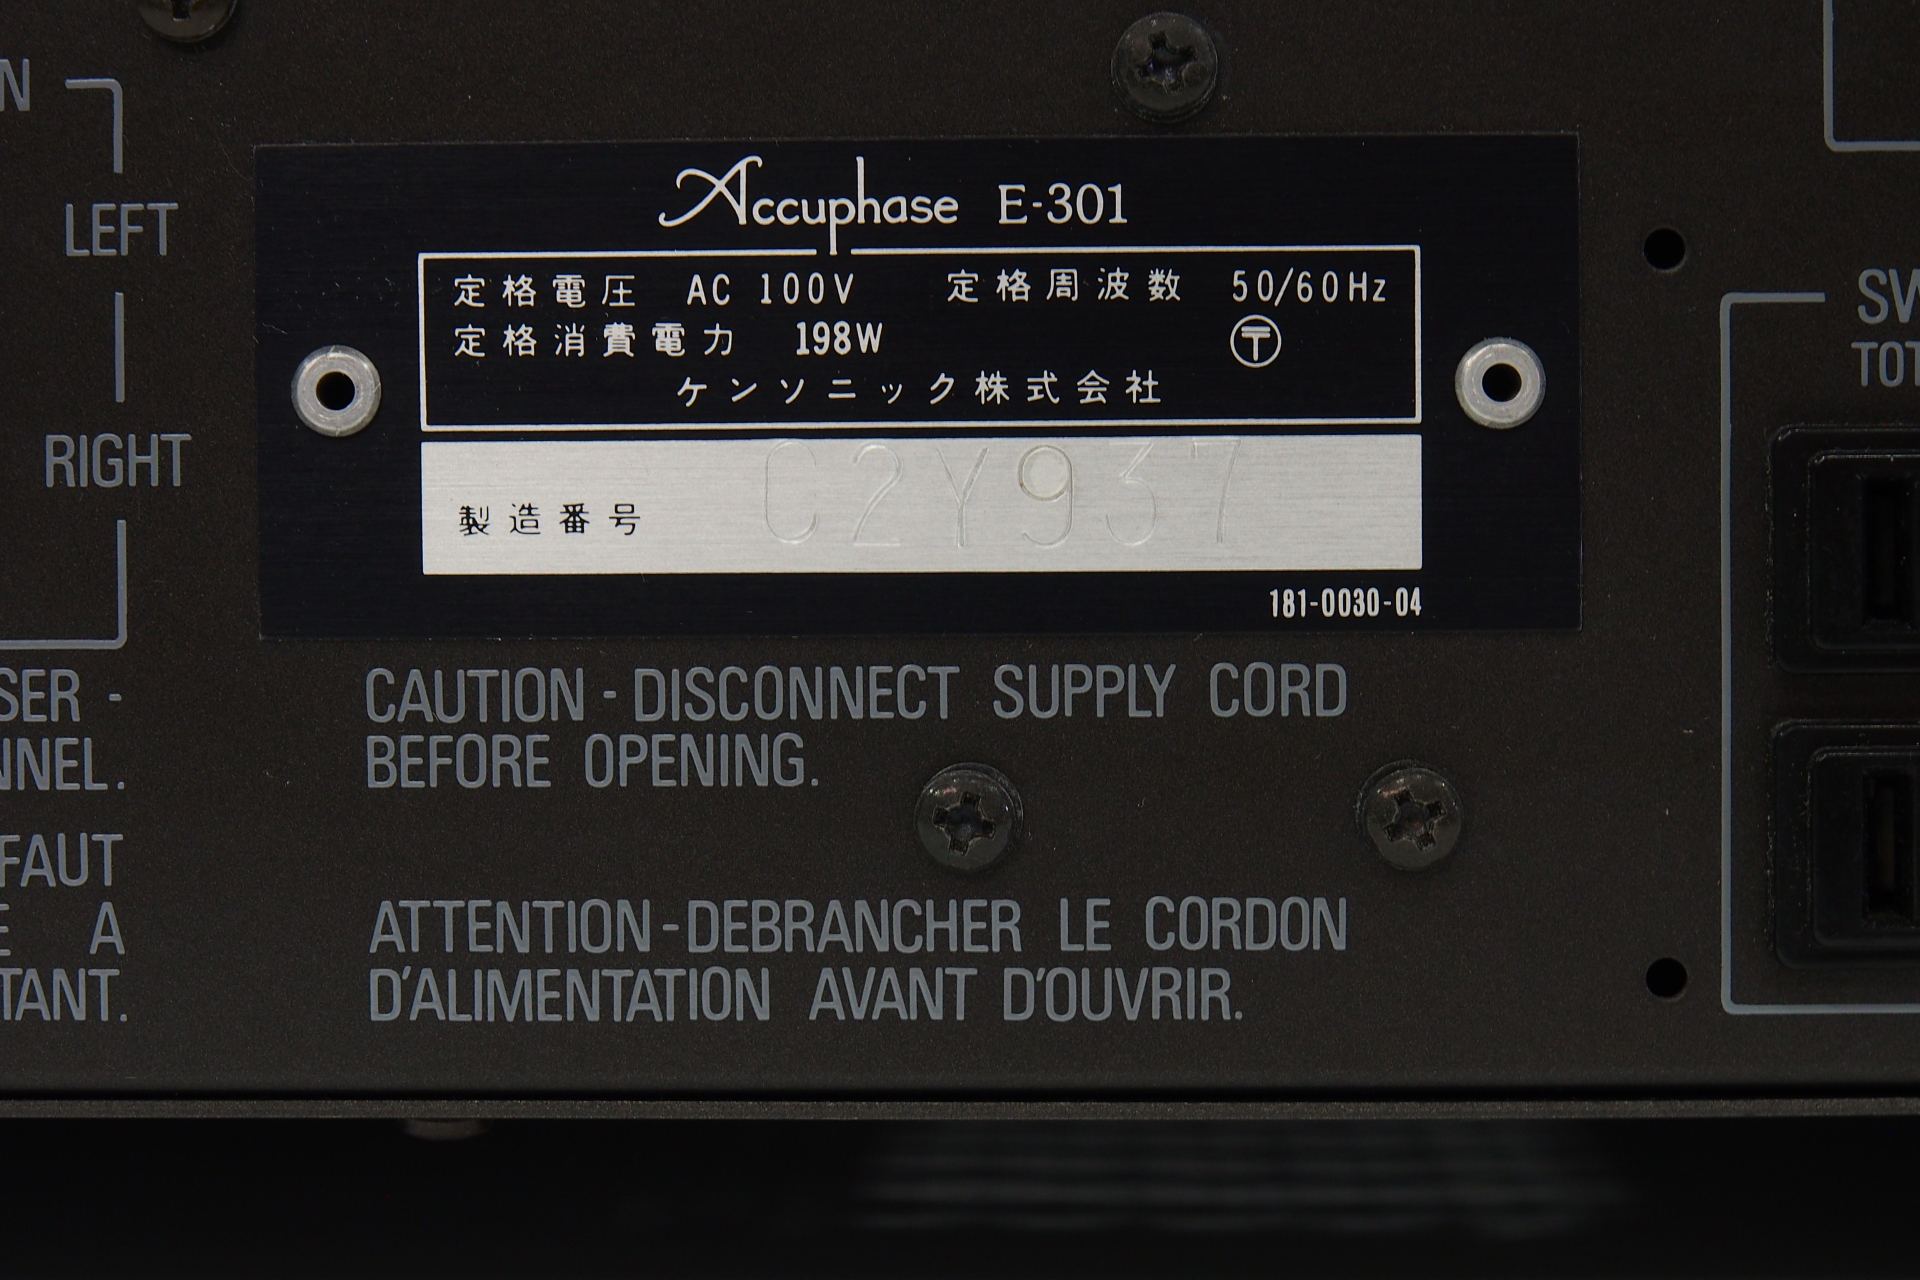 N
LEFT
RIGHT
SER -
NNEL.
FAUT
E A
TANT.
Accuphase E-301
定格電圧 AC 100V 定格周波数 50/60Hz
定格消費電力 198W 〒
ケンソニック株式会社
製造番号 C2Y937
181-0030-04
CAUTION - DISCONNECT SUPPLY CORD
BEFORE OPENING.
ATTENTION-DEBRANCHER LE CORDON
D'ALIMENTATION AVANT D'OUVRIR.
SW
TOT